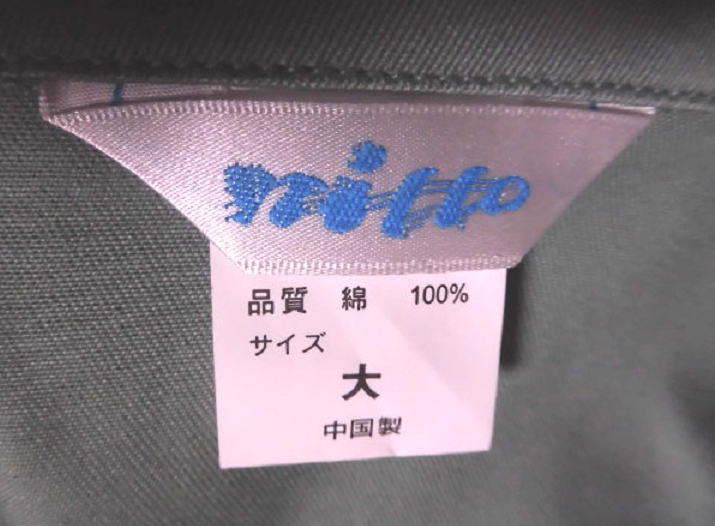 nitto
品質 綿 100%
サイズ
大
中国製